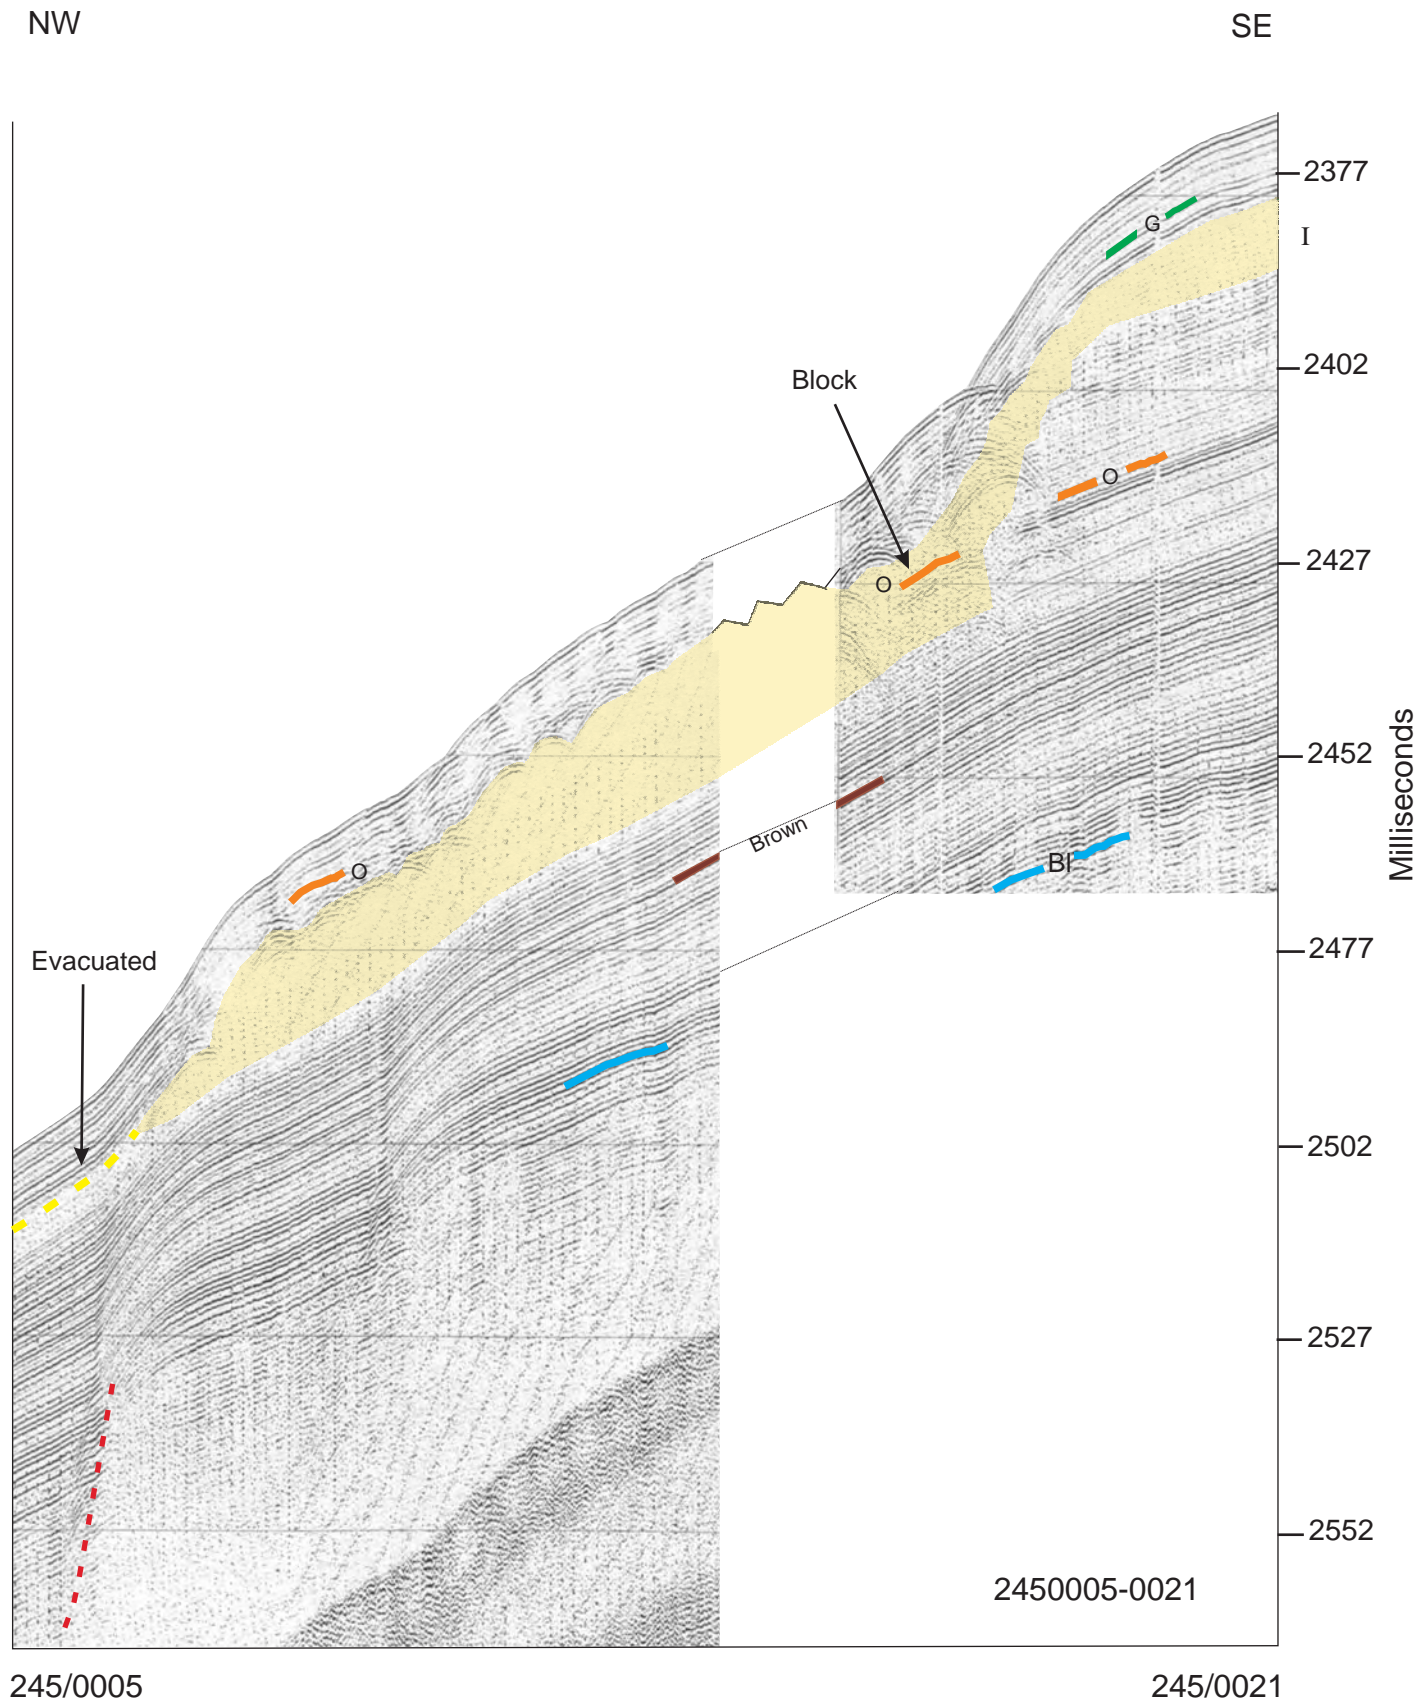 NW
SE
2377
G
I
2402
Block
O
2427
O
2452
Milliseconds
Brown
Bl
O
2477
Evacuated
2502
2527
2552
2450005-0021
245/0005
245/0021